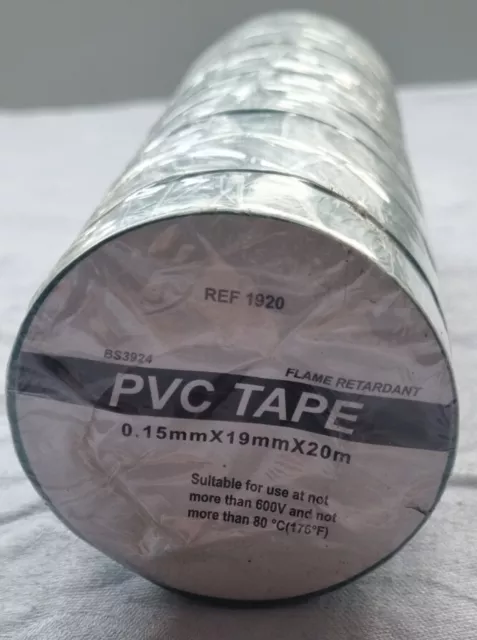 REF 1920
BS3924
FLAME RETARDANT
PVC TAPE
0.15mmX19mmX20m
Suitable for use at not
more than 600V and not
more than 80 °C(176°F)